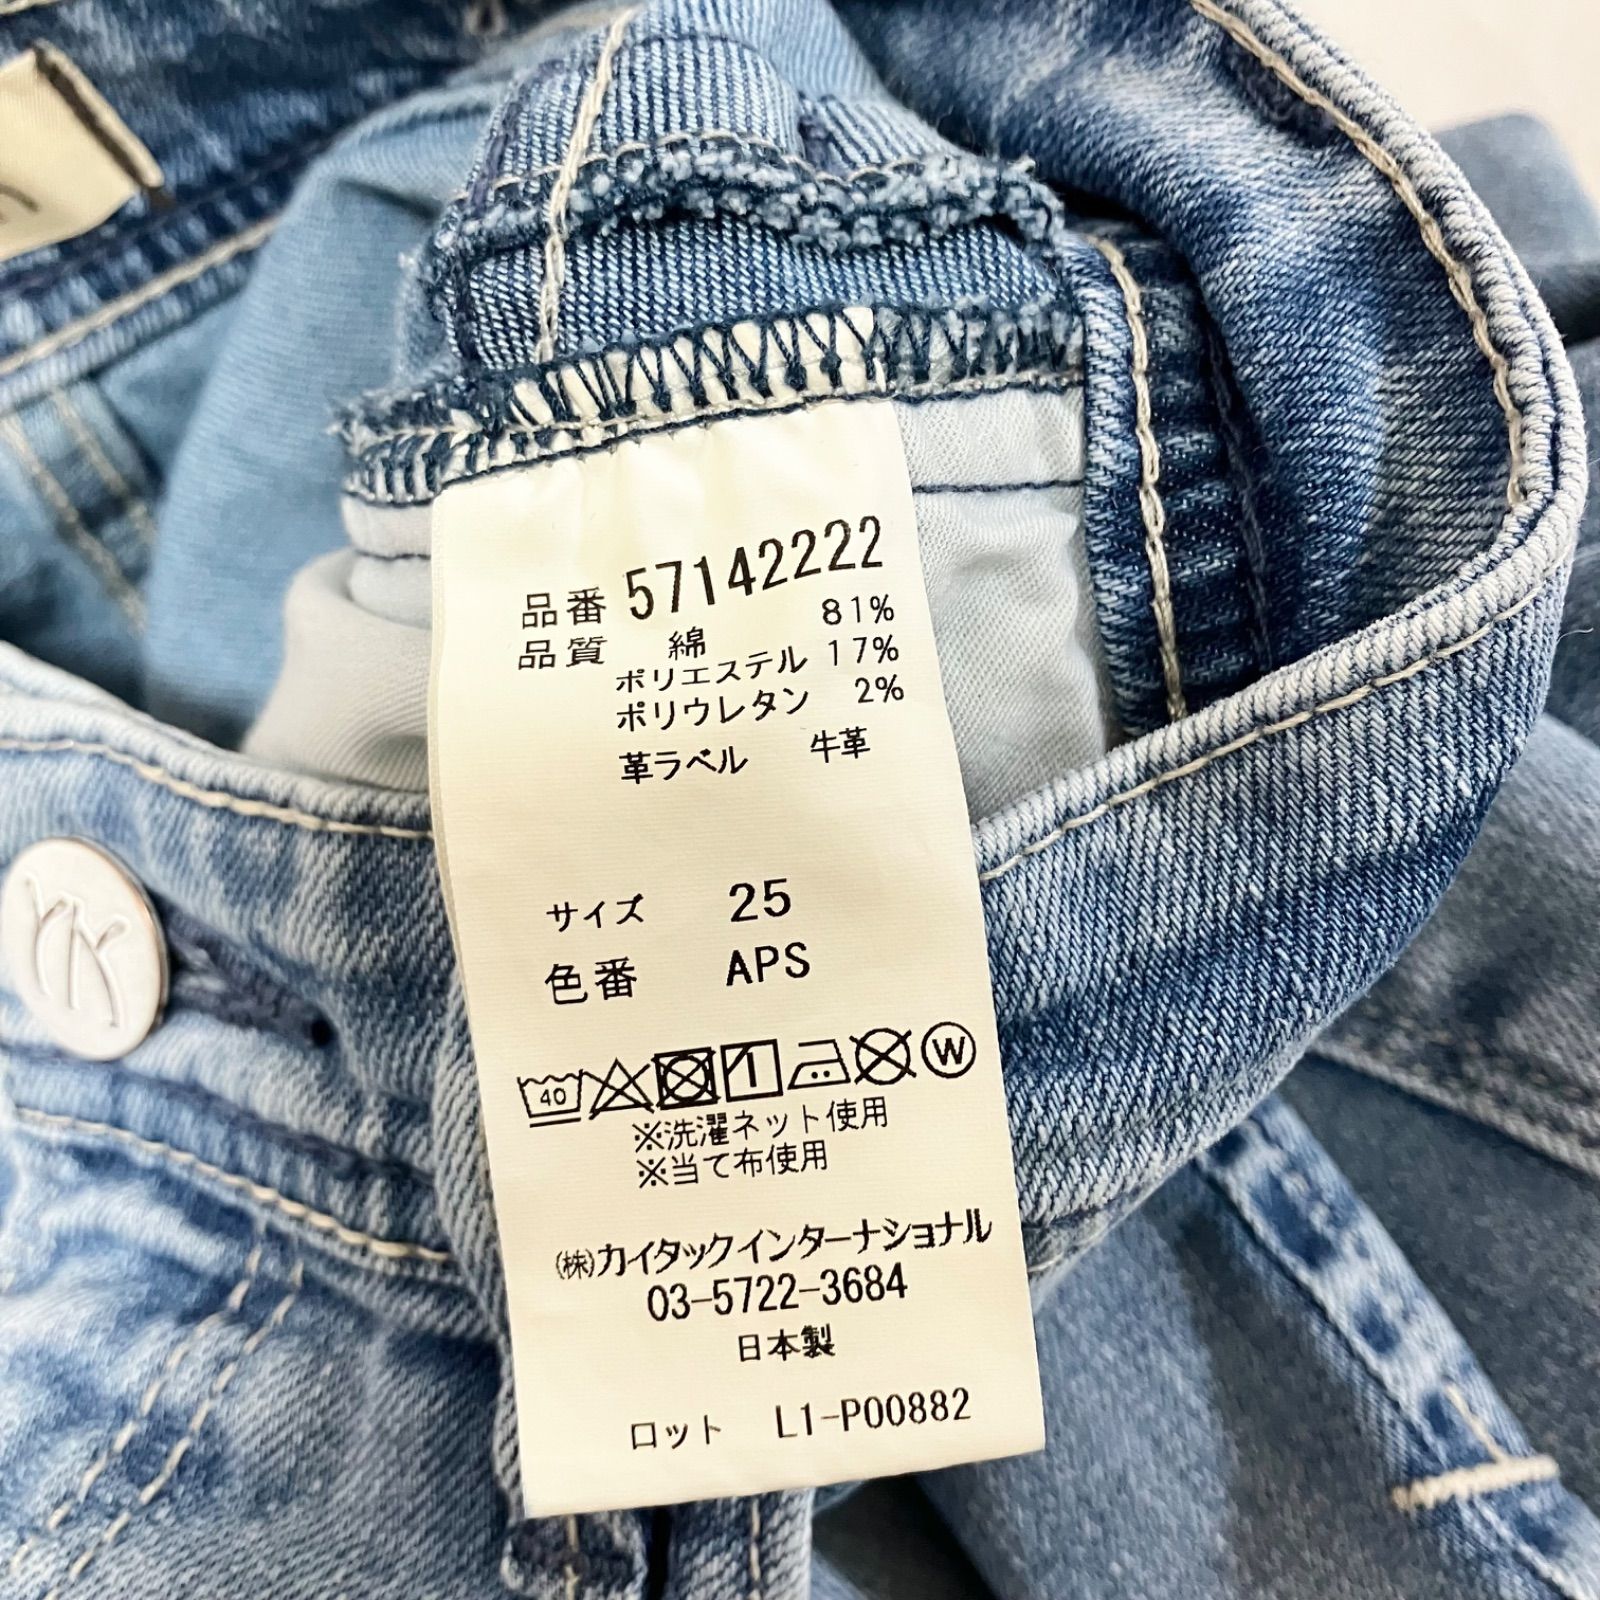 品番 57142222
品質 綿 81%
ポリエステル 17%
ポリウレタン 2%
革ラベル 牛革
サイズ 25
色番 APS
40 W
※洗濯ネット使用
※当て布使用
(株)カイタックインターナショナル
03-5722-3684
日本製
ロット L1-P00882